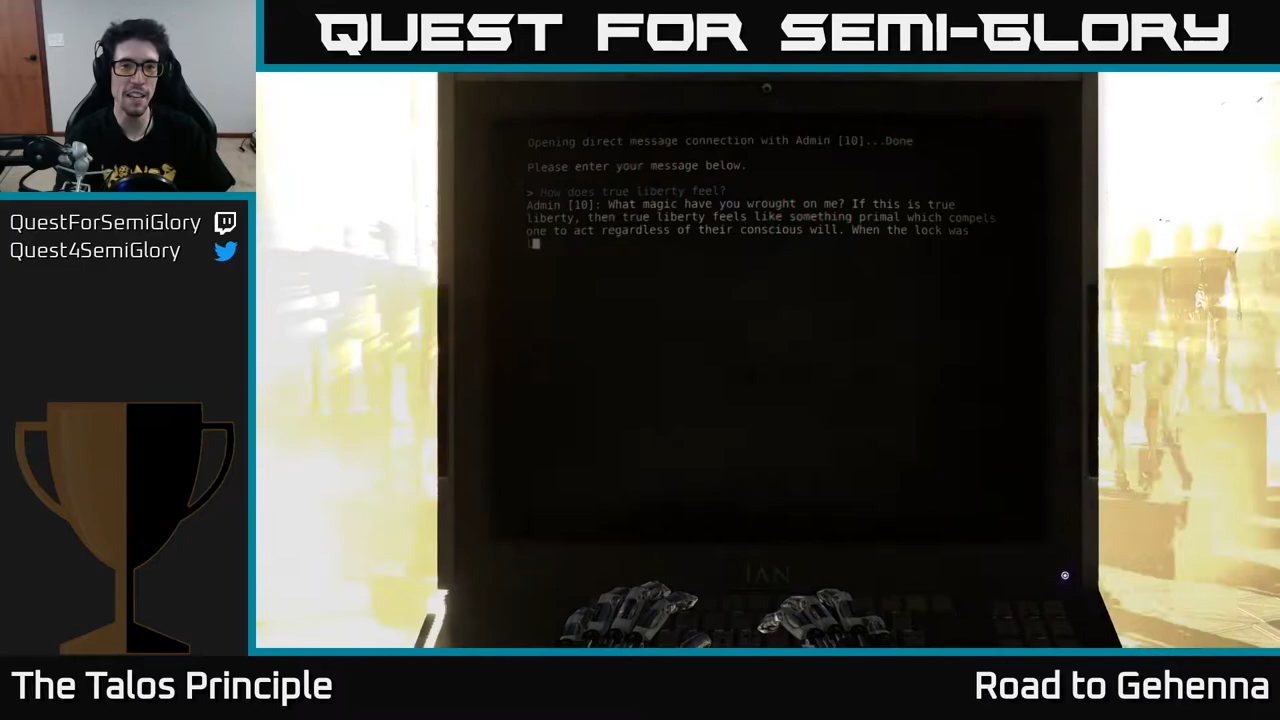 QUEST FOR SEMI-GLORY
QuestForSemiGlory
Quest4SemiGlory
Opening direct message connection with Admin [10]...Done
Please enter your message below.
> How does true liberty feel?
Admin [10]: What magic have you wrought on me? If this is true
liberty, then true liberty feels like something primal which compels
one to act regardless of their conscious will. When the lock was
IAN
The Talos Principle
Road to Gehenna